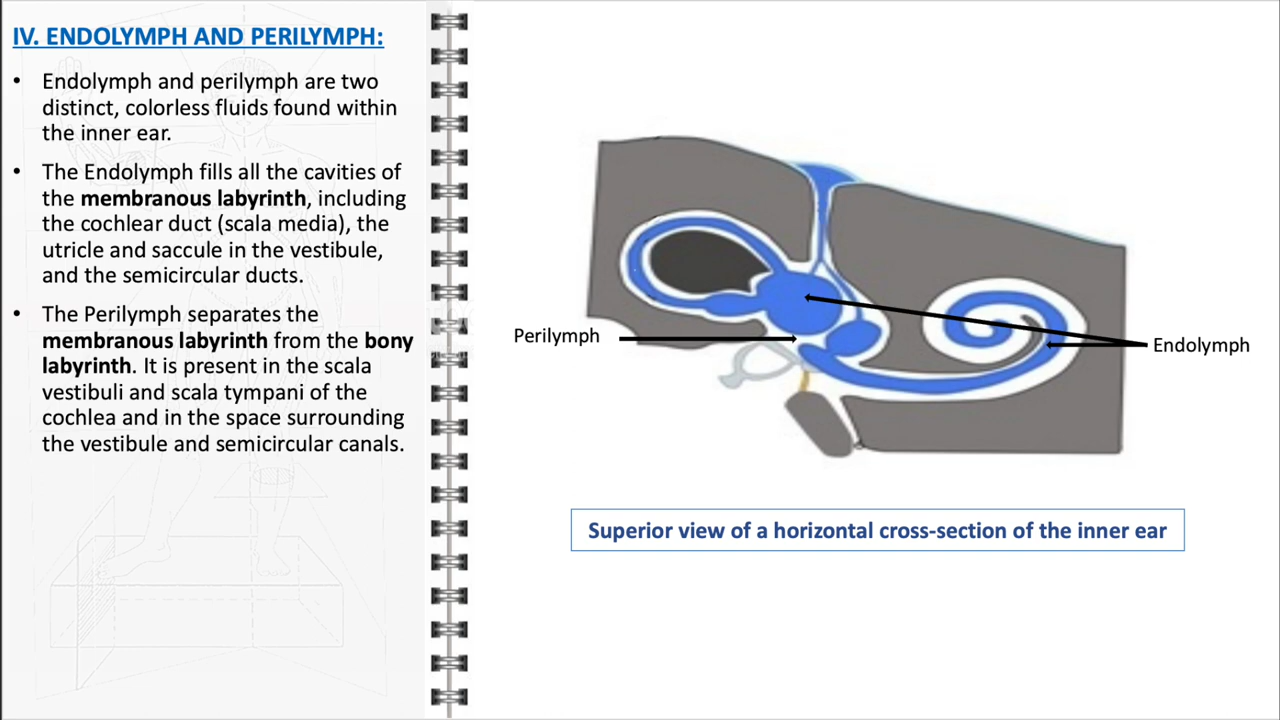 IV. ENDOLYMPH AND PERILYMPH:
• Endolymph and perilymph are two
distinct, colorless fluids found within
the inner ear.
• The Endolymph fills all the cavities of
the membranous labyrinth, including
the cochlear duct (scala media), the
utricle and saccule in the vestibule,
and the semicircular ducts.
• The Perilymph separates the
membranous labyrinth from the bony
labyrinth. It is present in the scala
vestibuli and scala tympani of the
cochlea and in the space surrounding
the vestibule and semicircular canals.
Perilymph
Endolymph
Superior view of a horizontal cross-section of the inner ear